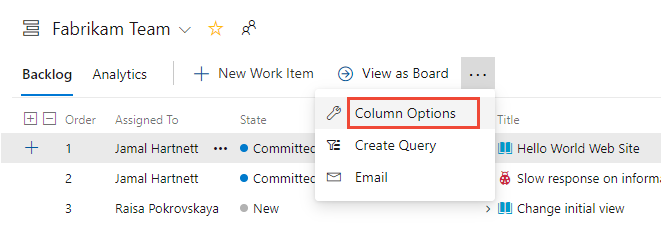 Fabrikam Team
Backlog Analytics New Work Item View as Board ...
Column Options
Order Assigned To State Title
1 Jamal Hartnett ... Committed Hello World Web Site
Create Query
2 Jamal Hartnett Committed Slow response on informa
Email
3 Raisa Pokrovskaya New Change initial view